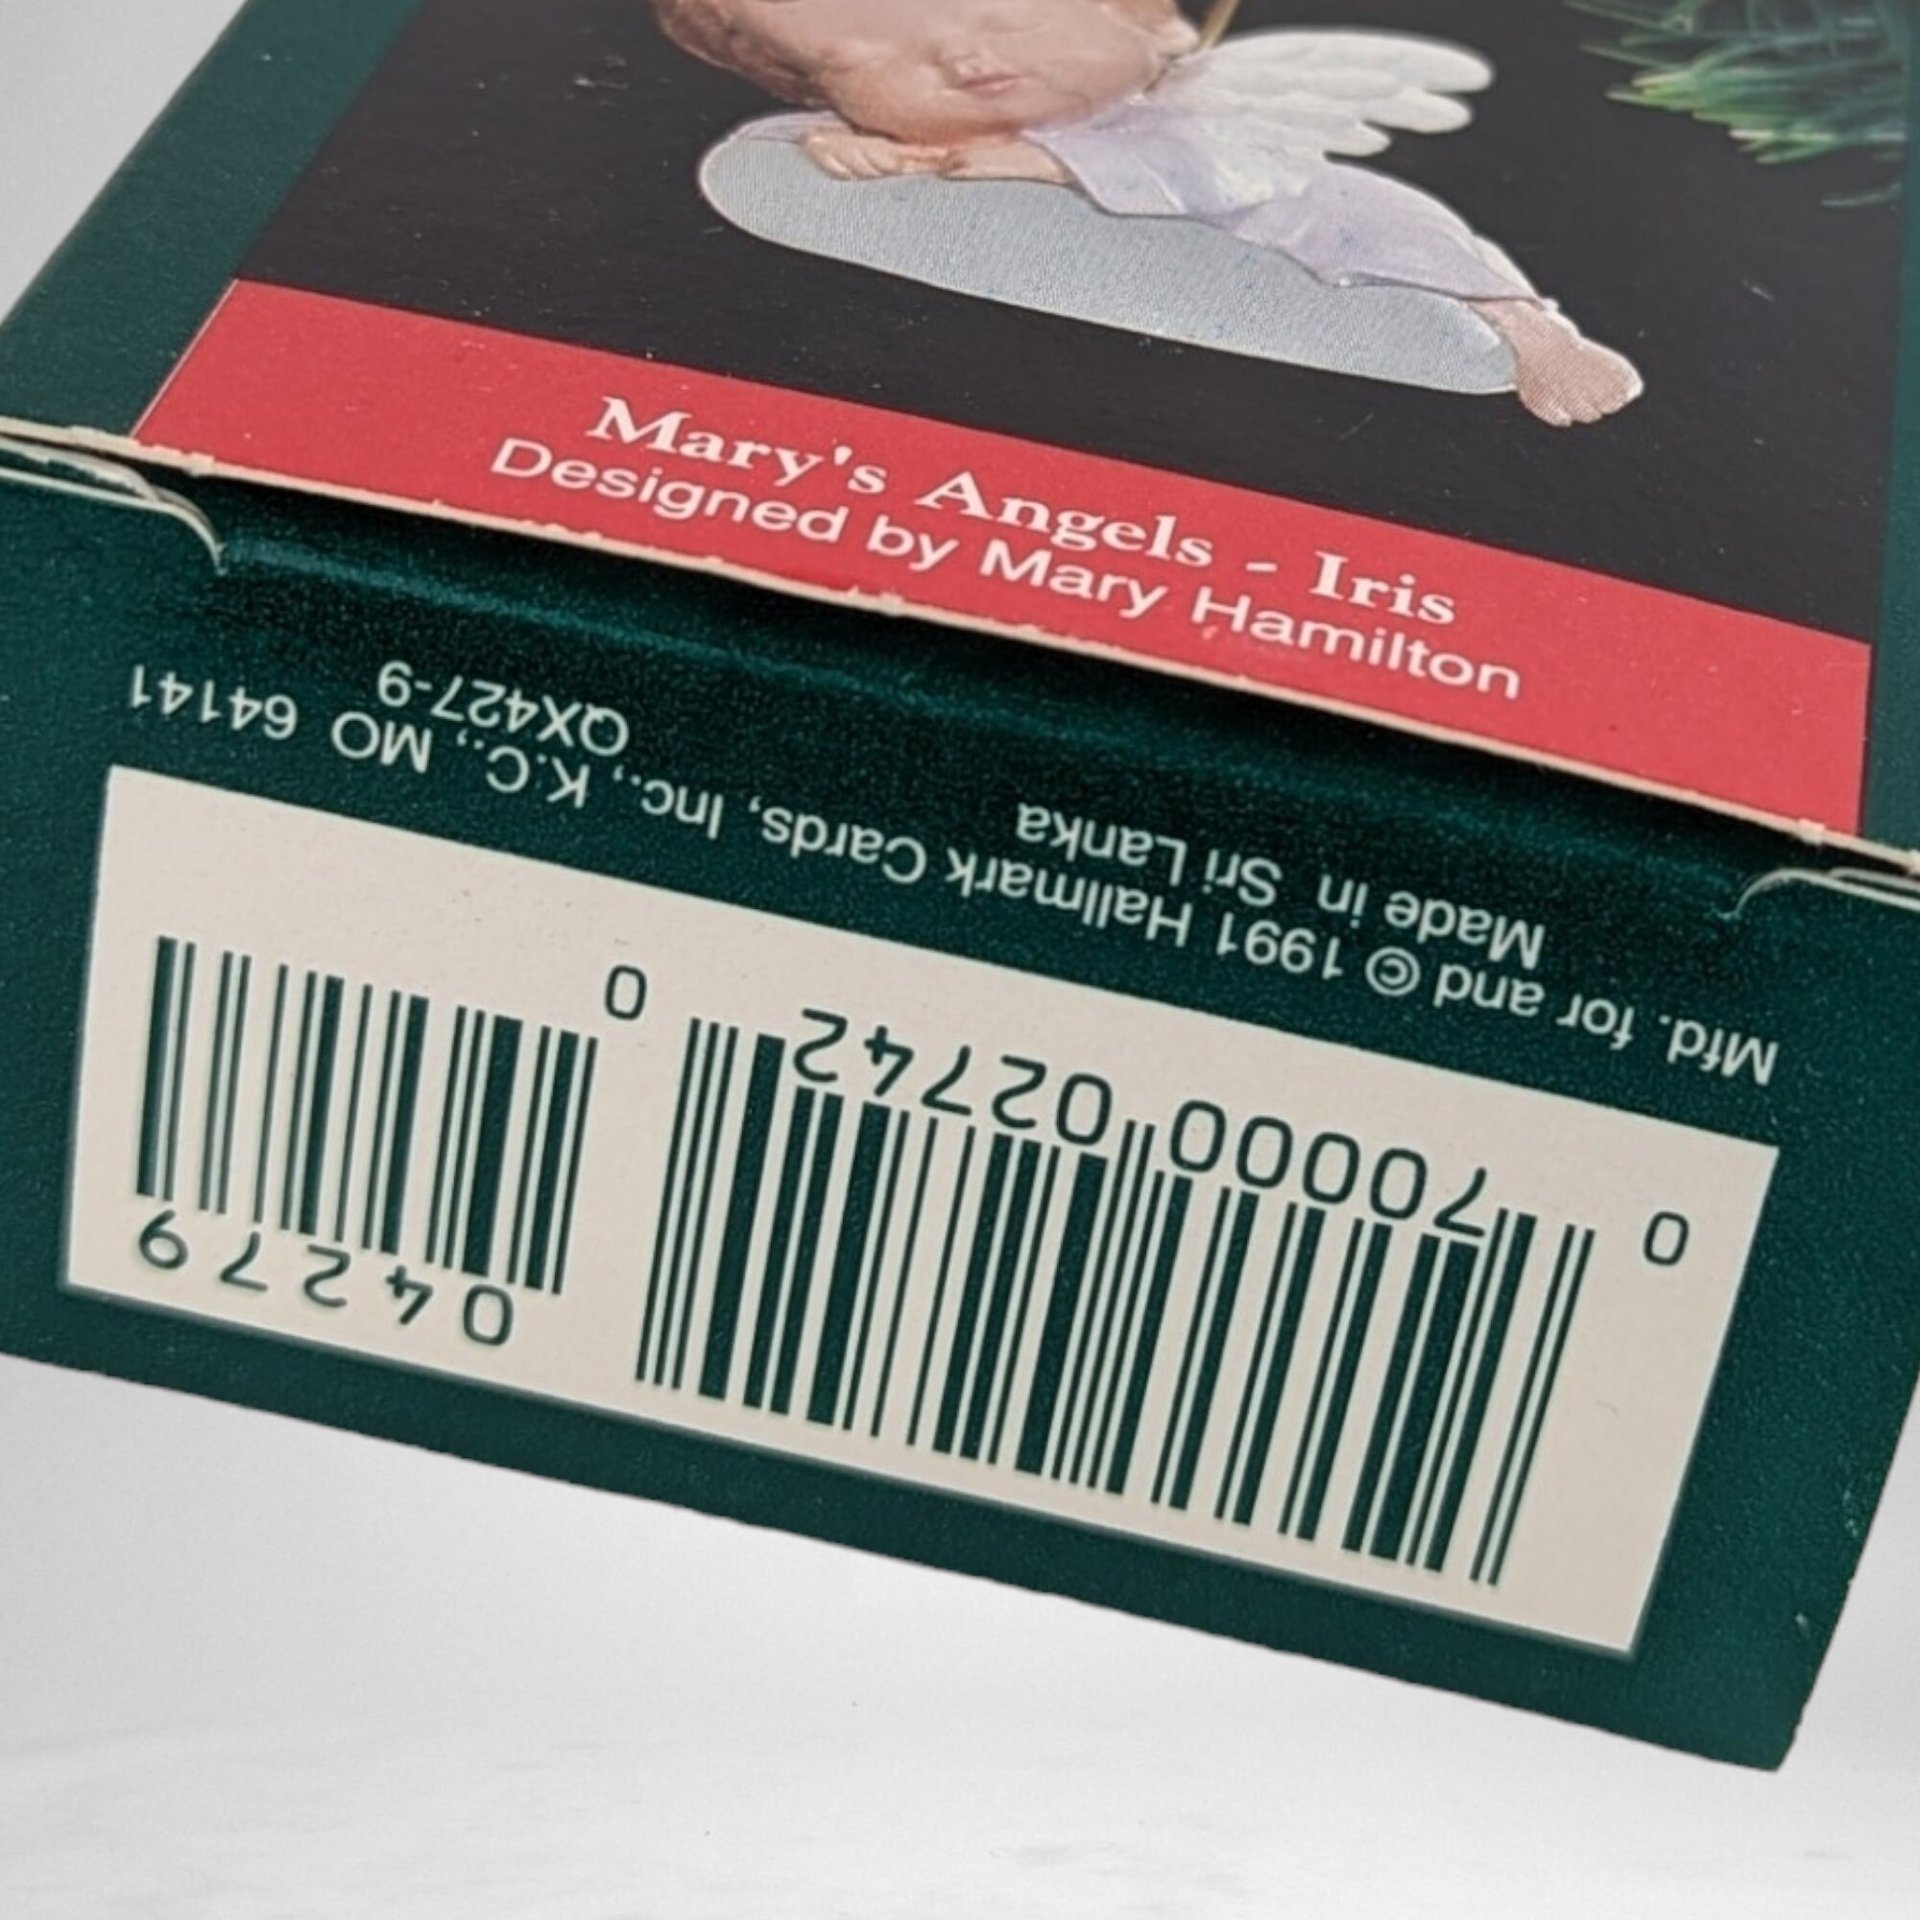 Mary's Angels - Iris
Designed by Mary Hamilton
Mfd. for and © 1991 Hallmark Cards, Inc., K.C., MO 64141
Made in Sri Lanka QX427-9
0 70000 02742 0
04279